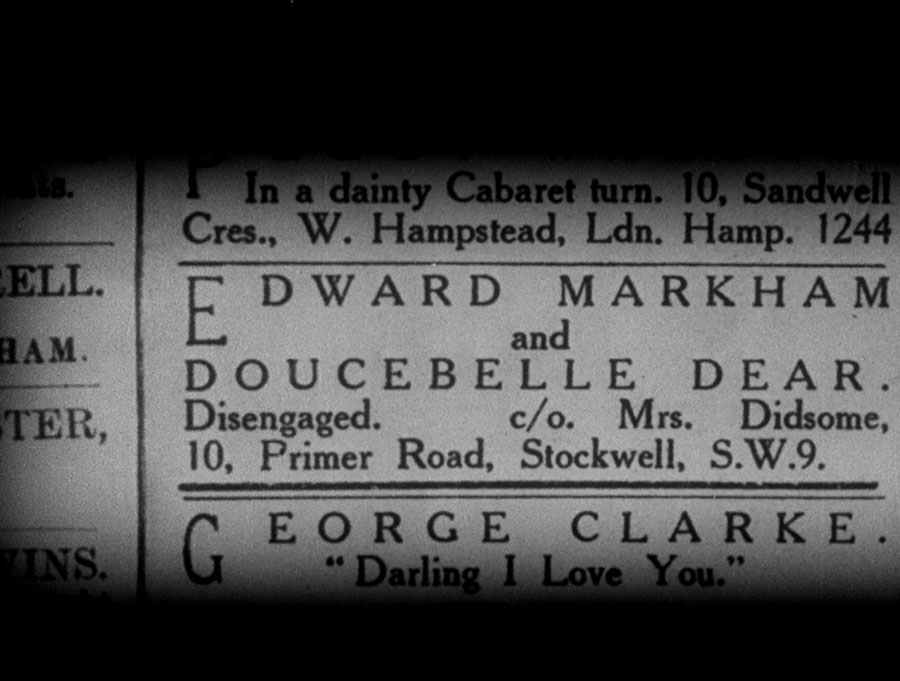 In a dainty Cabaret turn. 10, Sandwell
Cres., W. Hampstead, Ldn. Hamp. 1244
EDWARD MARKHAM
and
DOUCEBELLE DEAR.
Disengaged. c/o. Mrs. Didsome,
10, Primer Road, Stockwell, S.W.9.
GEORGE CLARKE.
“Darling I Love You.”